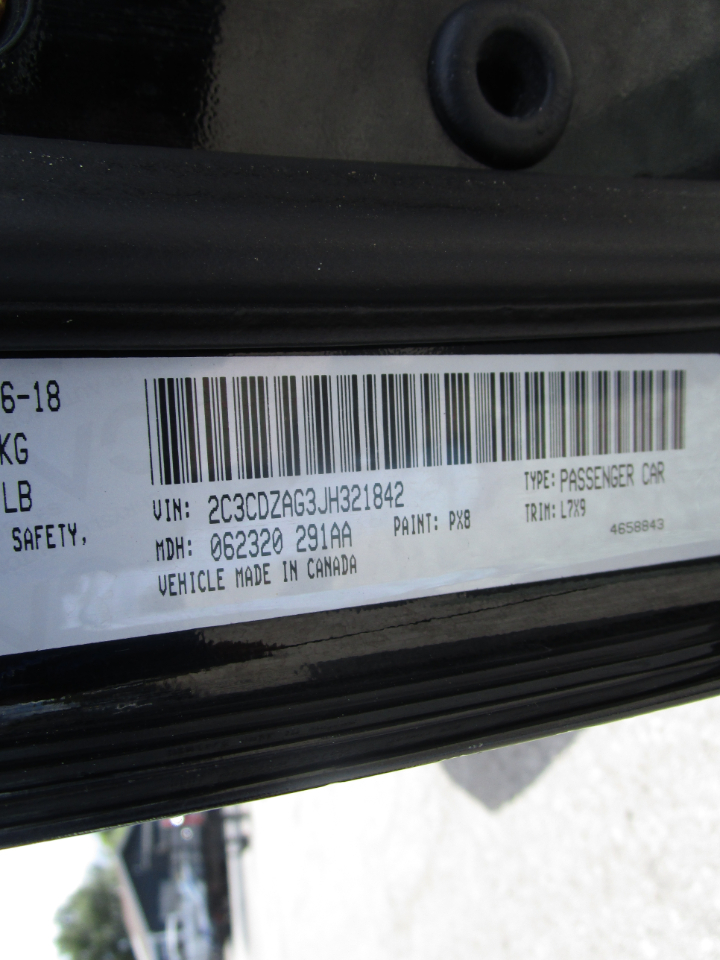 6-18
KG
LB
SAFETY,
VIN: 2C3CDZAG3JH321842
TYPE: PASSENGER CAR
MDH: 062320 291AA
PAINT: PX8
TRIM: L7X9
VEHICLE MADE IN CANADA
4658843